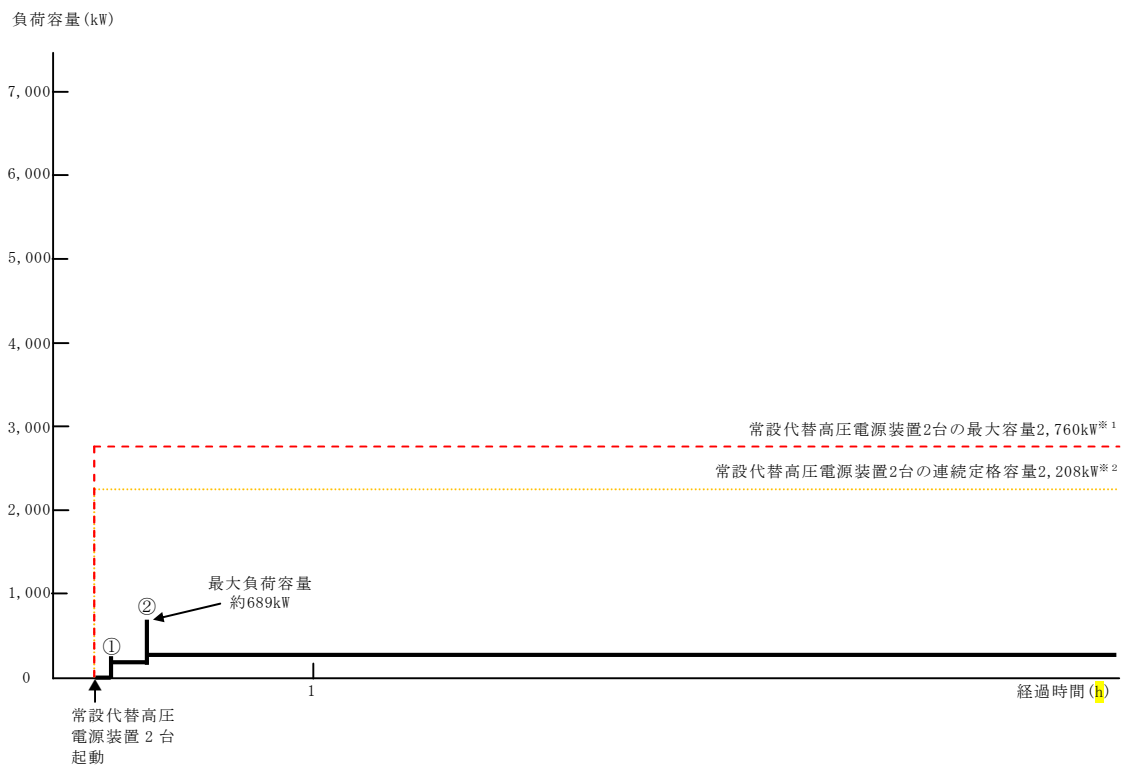 負荷容量(kW)
7,000
6,000
5,000
4,000
3,000
常設代替高圧電源装置2台の最大容量2,760kW※1
常設代替高圧電源装置2台の連続定格容量2,208kW※2
2,000
1,000
最大負荷容量
約689kW
②
①
0
1
経過時間(h)
常設代替高圧
電源装置２台
起動